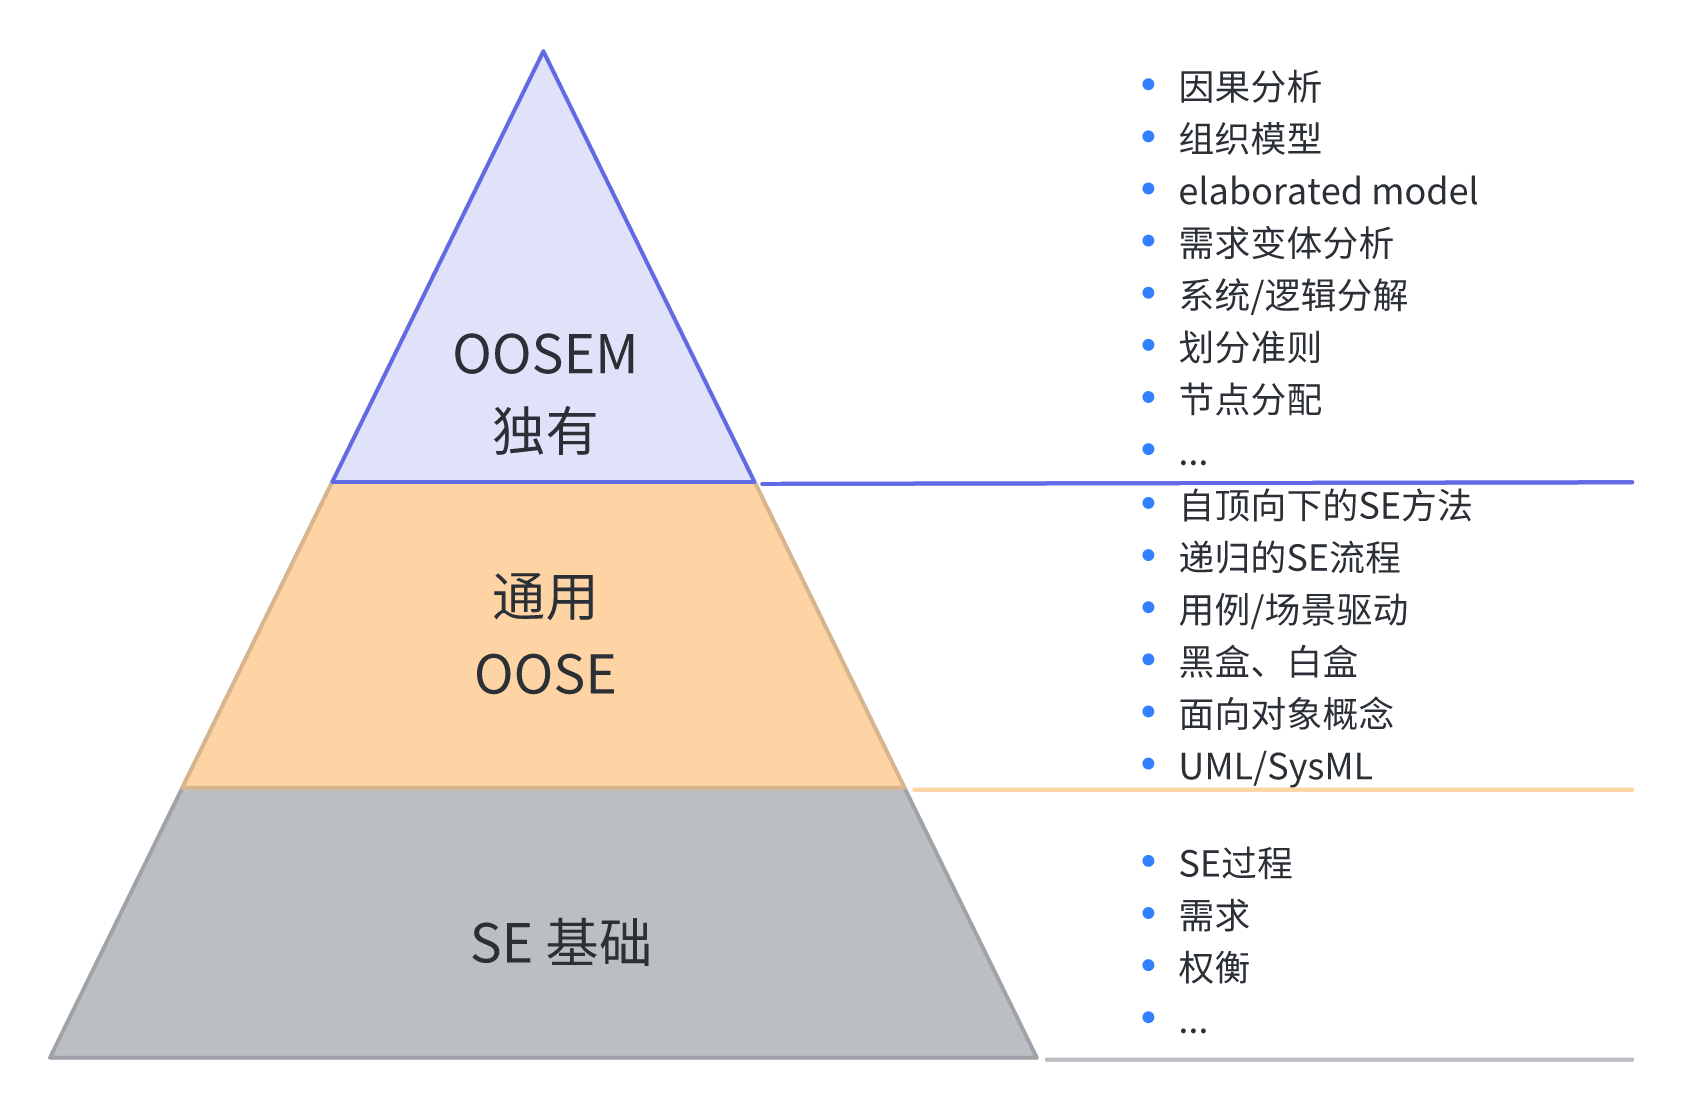 因果分析
组织模型
elaborated model
需求变体分析
系统/逻辑分解
划分准则
节点分配
...
OOSEM
独有
自顶向下的SE方法
递归的SE流程
用例/场景驱动
黑盒、白盒
面向对象概念
UML/SysML
通用
OOSE
SE过程
需求
权衡
...
SE 基础